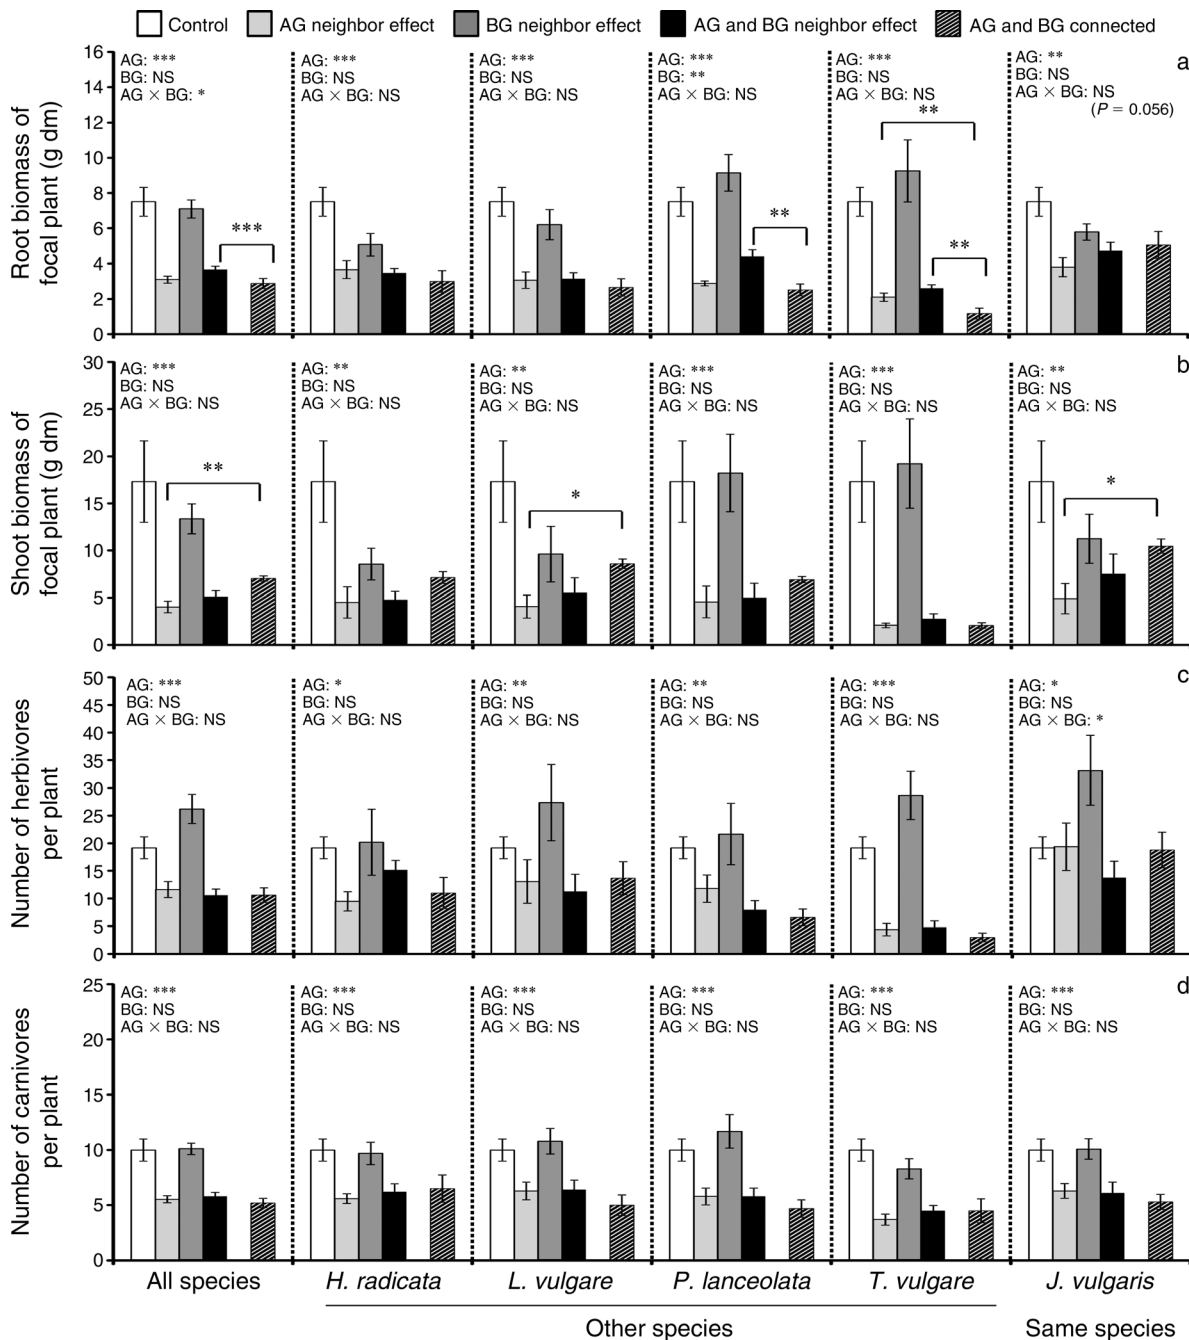 Control AG neighbor effect BG neighbor effect AG and BG neighbor effect AG and BG connected
a
Root biomass of
focal plant (g dm)
16
14
12
10
8
6
4
2
0
AG: ***
BG: NS
AG × BG: *
***
AG: ***
BG: NS
AG × BG: NS
AG: ***
BG: NS
AG × BG: NS
AG: ***
BG: **
AG × BG: NS
**
AG: ***
BG: NS
AG × BG: NS
**
**
AG: **
BG: NS
AG × BG: NS
(P = 0.056)
b
Shoot biomass of
focal plant (g dm)
30
25
20
15
10
5
0
AG: ***
BG: NS
AG × BG: NS
**
AG: **
BG: NS
AG × BG: NS
AG: **
BG: NS
AG × BG: NS
*
AG: ***
BG: NS
AG × BG: NS
AG: ***
BG: NS
AG × BG: NS
AG: **
BG: NS
AG × BG: NS
*
c
Number of herbivores
per plant
50
45
40
35
30
25
20
15
10
5
0
AG: ***
BG: NS
AG × BG: NS
AG: *
BG: NS
AG × BG: NS
AG: **
BG: NS
AG × BG: NS
AG: **
BG: NS
AG × BG: NS
AG: ***
BG: NS
AG × BG: NS
AG: *
BG: NS
AG × BG: *
d
Number of carnivores
per plant
25
20
15
10
5
0
AG: ***
BG: NS
AG × BG: NS
AG: ***
BG: NS
AG × BG: NS
AG: ***
BG: NS
AG × BG: NS
AG: ***
BG: NS
AG × BG: NS
AG: ***
BG: NS
AG × BG: NS
AG: ***
BG: NS
AG × BG: NS
All species H. radicata L. vulgare P. lanceolata T. vulgare J. vulgaris
Other species Same species